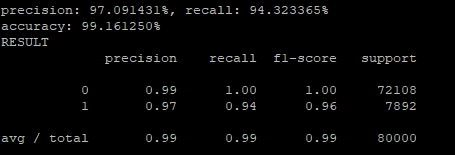 precision: 97.091431%, recall: 94.323365%
accuracy: 99.161250%
RESULT
precision recall f1-score support
0 0.99 1.00 1.00 72108
1 0.97 0.94 0.96 7892
avg / total 0.99 0.99 0.99 80000